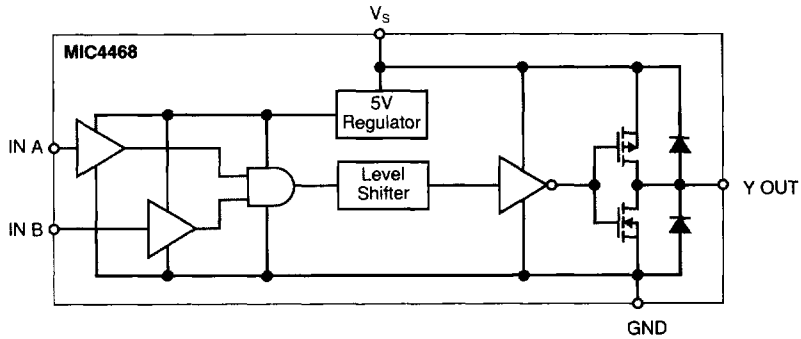 V_S
MIC4468
5V
Regulator
IN A
Level
Shifter
Y OUT
IN B
GND